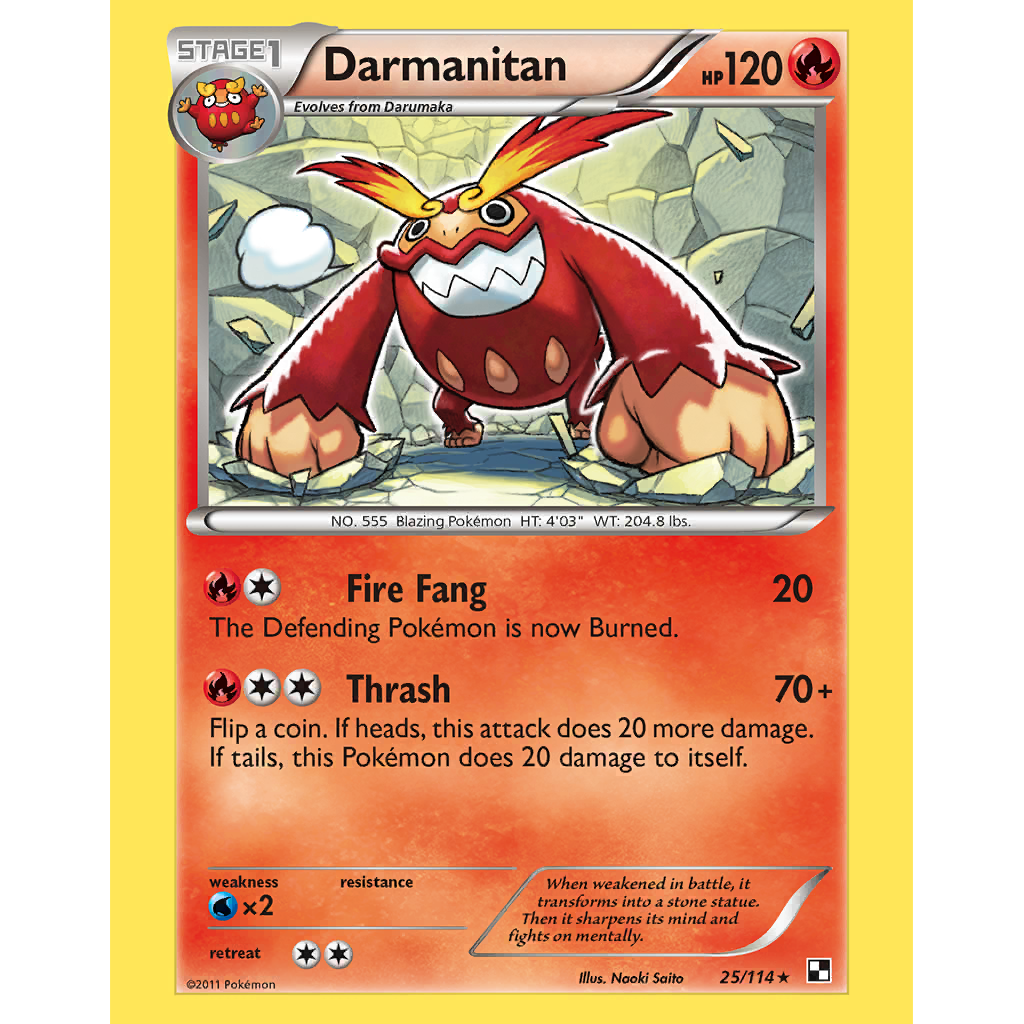 STAGE1
Darmanitan
HP 120
Evolves from Darumaka
NO. 555 Blazing Pokémon HT: 4'03" WT: 204.8 lbs.
Fire Fang 20
The Defending Pokémon is now Burned.
Thrash 70+
Flip a coin. If heads, this attack does 20 more damage.
If tails, this Pokémon does 20 damage to itself.
weakness resistance
×2
When weakened in battle, it
transforms into a stone statue.
Then it sharpens its mind and
fights on mentally.
retreat
Illus. Naoki Saito 25/114 ★
©2011 Pokémon